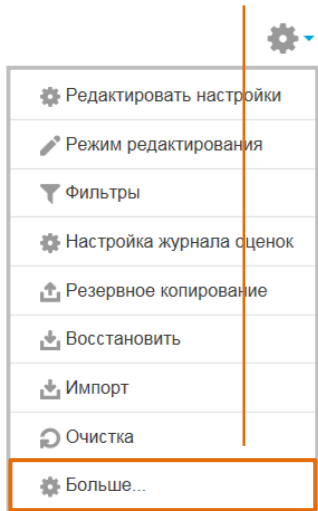 Редактировать настройки
Режим редактирования
Фильтры
Настройка журнала оценок
Резервное копирование
Восстановить
Импорт
Очистка
Больше...